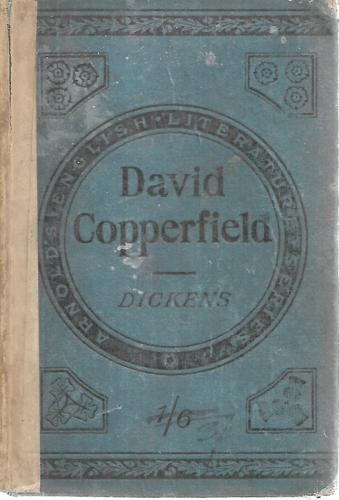 ARNOLD'S ENGLISH LITERATURE SERIES
David
Copperfield
DICKENS
1/6